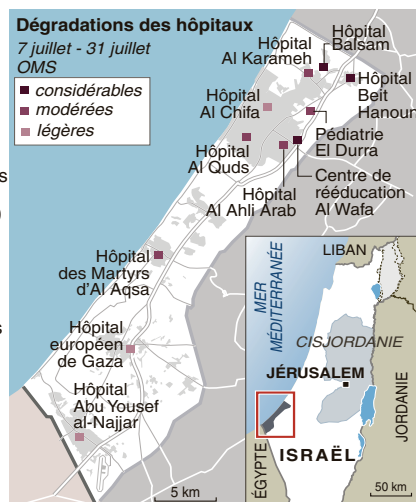 Dégradations des hôpitaux
7 juillet - 31 juillet
OMS
considérables
modérées
légères
Hôpital
Balsam
Hôpital
Al Karameh
Hôpital
Beit
Hanoun
Hôpital
Al Chifa
Pédiatrie
El Durra
Hôpital
Al Quds
Centre de
rééducation
Al Wafa
Hôpital
Al Ahli Arab
Hôpital
des Martyrs
d'Al Aqsa
Hôpital
européen
de Gaza
Hôpital
Abu Yousef
al-Najjar
5 km
LIBAN
MER
MÉDITERRANÉE
CISJORDANIE
JÉRUSALEM
JORDANIE
ISRAËL
ÉGYPTE
50 km
s
)
s